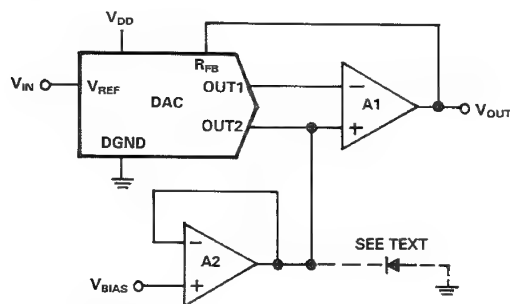 VDD
RFB
VIN
VREF
DAC
OUT1
OUT2
DGND
−
+
A1
VOUT
−
+
A2
VBIAS
SEE TEXT